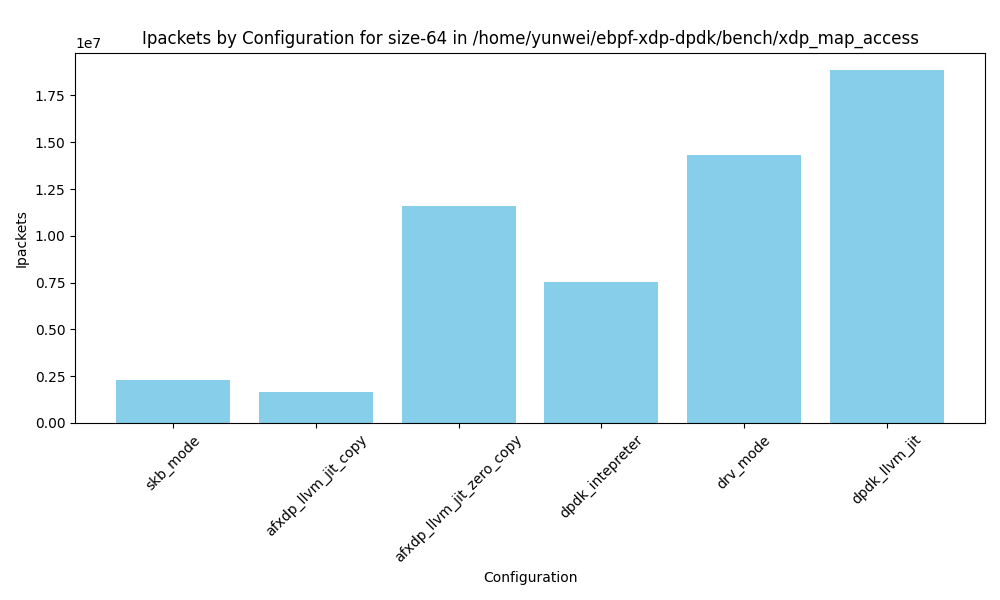 Ipackets by Configuration for size-64 in /home/yunwei/ebpf-xdp-dpdk/bench/xdp_map_access
1e7
1.75
1.50
1.25
1.00
0.75
0.50
0.25
0.00
Ipackets
skb_mode
afxdp_llvm_jit_copy
afxdp_llvm_jit_zero_copy
dpdk_intepreter
drv_mode
dpdk_llvm_jit
Configuration